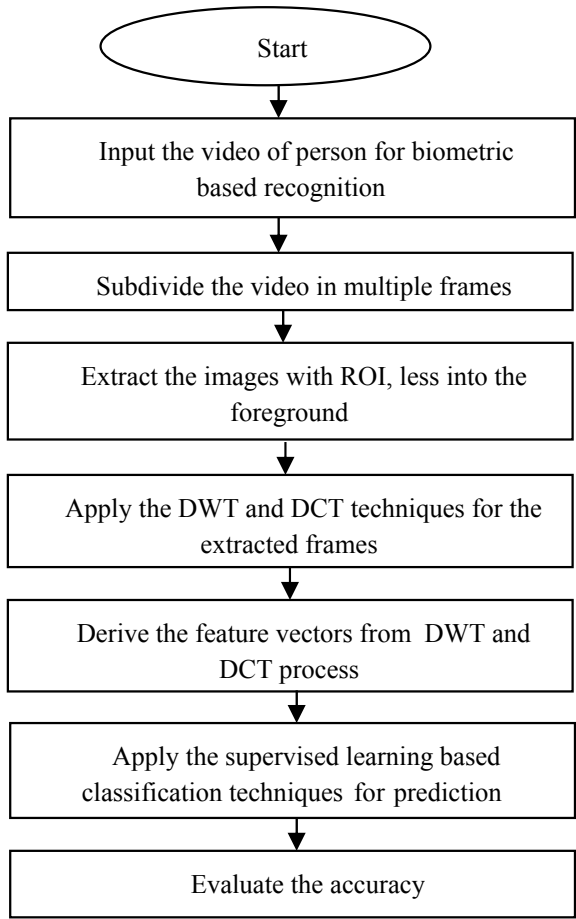 Start
Input the video of person for biometric
based recognition
Subdivide the video in multiple frames
Extract the images with ROI, less into the
foreground
Apply the DWT and DCT techniques for the
extracted frames
Derive the feature vectors from DWT and
DCT process
Apply the supervised learning based
classification techniques for prediction
Evaluate the accuracy